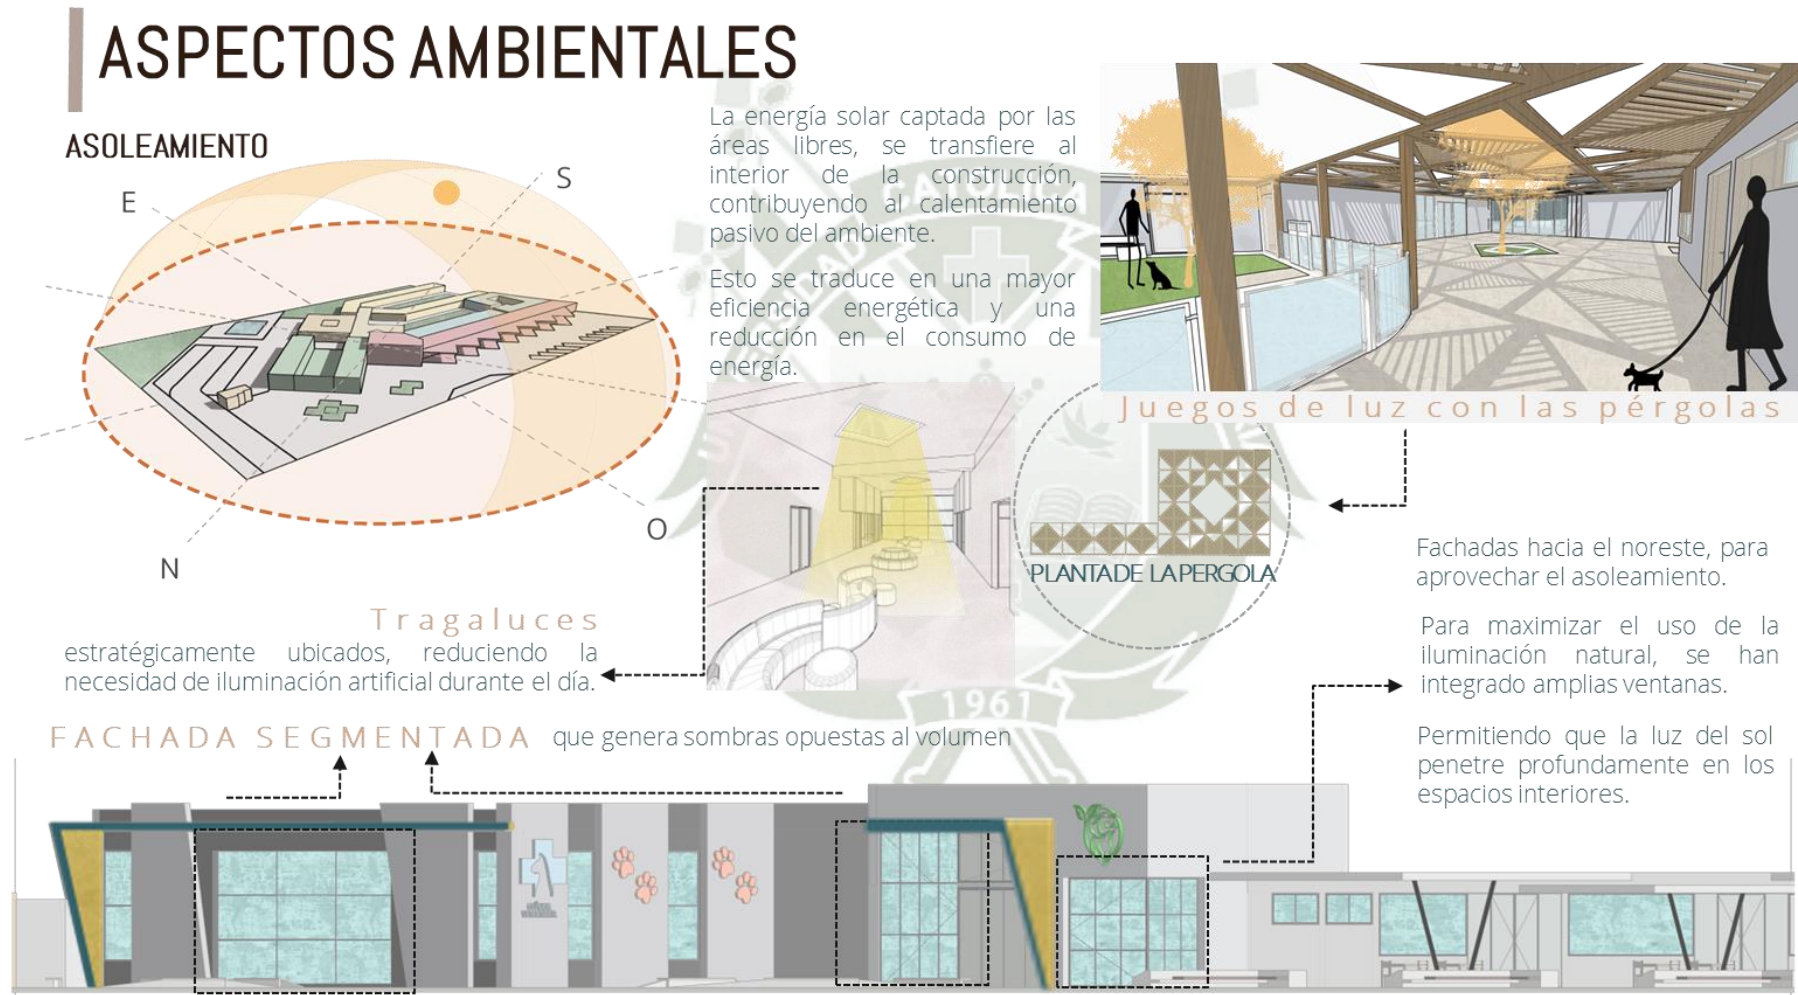 ASPECTOS AMBIENTALES
ASOLEAMIENTO
E
S
O
N
La energía solar captada por las
áreas libres, se transfiere al
interior de la construcción,
contribuyendo al calentamiento
pasivo del ambiente.
Esto se traduce en una mayor
eficiencia energética y una
reducción en el consumo de
energía.
Juegos de luz con las pérgolas
PLANTA DE LA PERGOLA
Fachadas hacia el noreste, para
aprovechar el asoleamiento.
Para maximizar el uso de la
iluminación natural, se han
integrado amplias ventanas.
Permitiendo que la luz del sol
penetre profundamente en los
espacios interiores.
Tragaluces
estratégicamente ubicados, reduciendo la
necesidad de iluminación artificial durante el día.
FACHADA SEGMENTADA que genera sombras opuestas al volumen
CATOLICA
1961